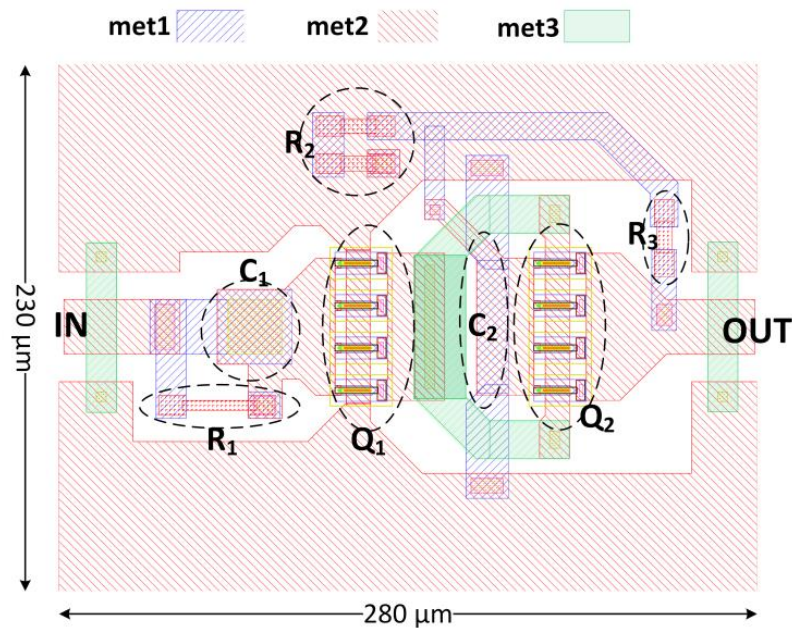 met1 met2 met3
R₂
R₃
C₁
IN
C₂
OUT
R₁
Q₁
Q₂
230 μm
280 μm